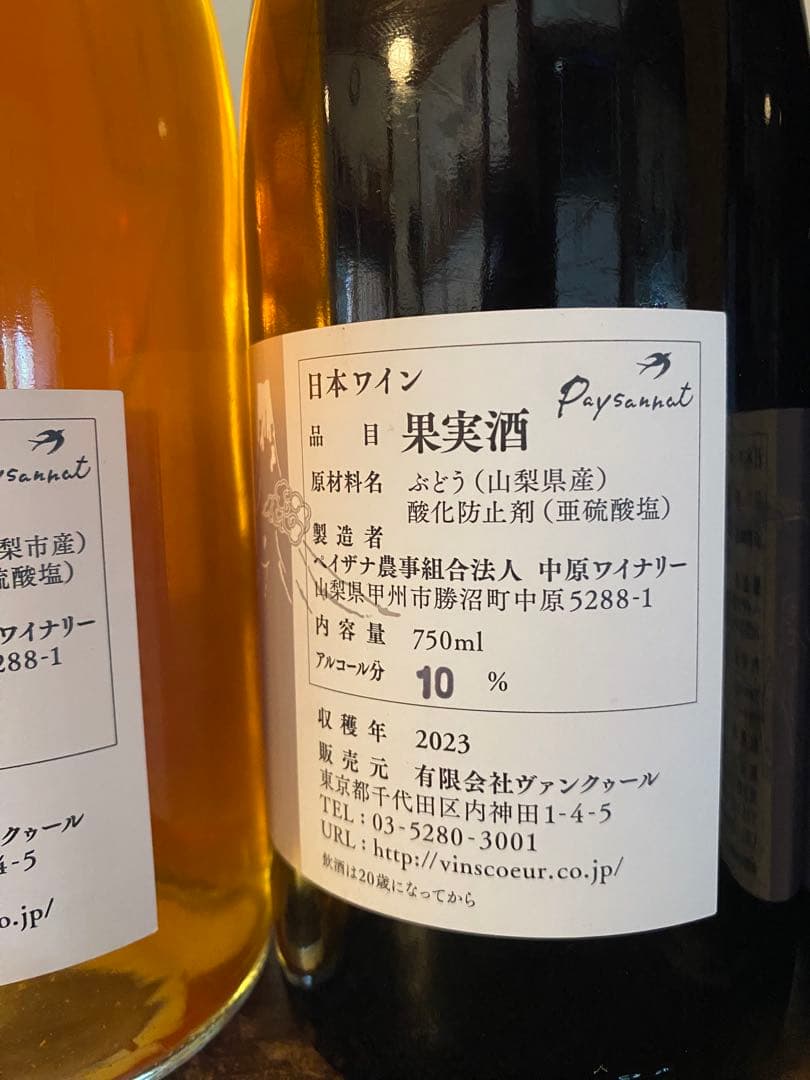 日本ワイン
Paysannat
品目 果実酒
原材料名 ぶどう(山梨県産)
酸化防止剤(亜硫酸塩)
製造者
ペイザナ農事組合法人 中原ワイナリー
山梨県甲州市勝沼町中原5288-1
内容量 750ml
アルコール分 10 %
収穫年 2023
販売元 有限会社ヴァンクゥール
東京都千代田区内神田1-4-5
TEL : 03-5280-3001
URL : http://vinscoeur.co.jp/
飲酒は20歳になってから
ysannat
梨市産)
硫酸塩)
ワイナリー
288-1
クゥール
4-5
o.jp/